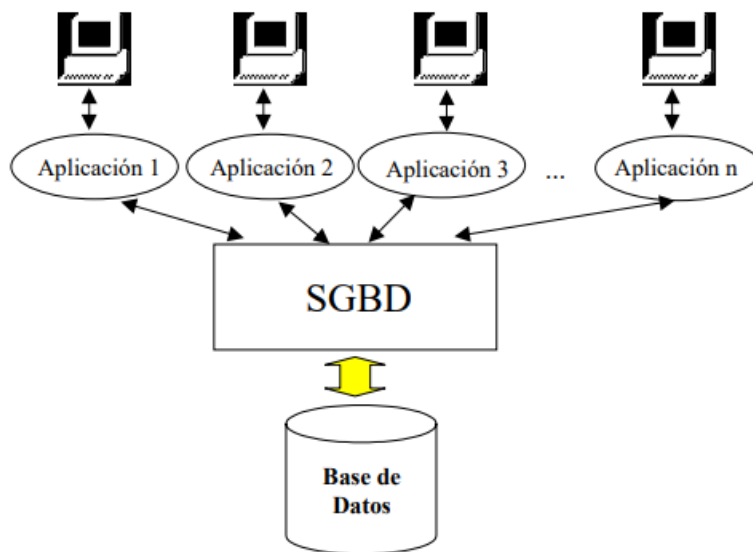 Aplicación 1
Aplicación 2
Aplicación 3
...
Aplicación n
SGBD
Base de
Datos